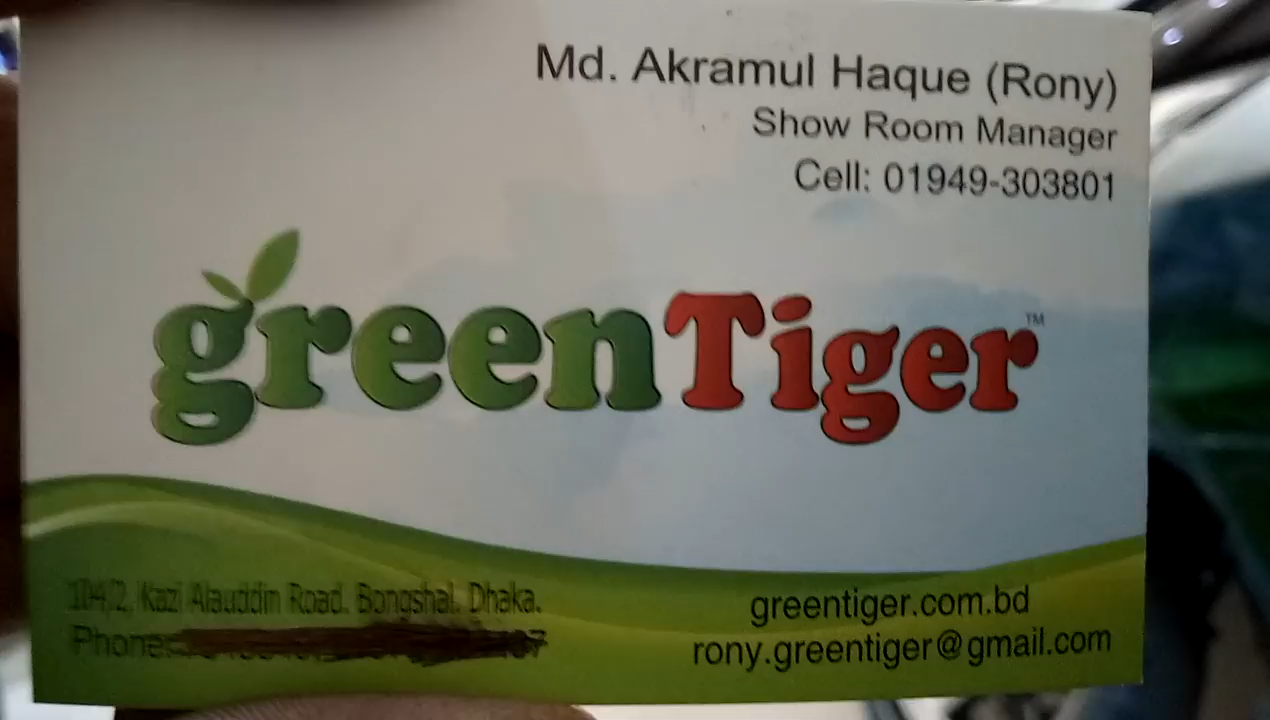 Md. Akramul Haque (Rony)
Show Room Manager
Cell: 01949-303801
greenTiger™
104/2, Kazi Alauddin Road. Bongshal. Dhaka.
Phone:
greentiger.com.bd
rony.greentiger@gmail.com